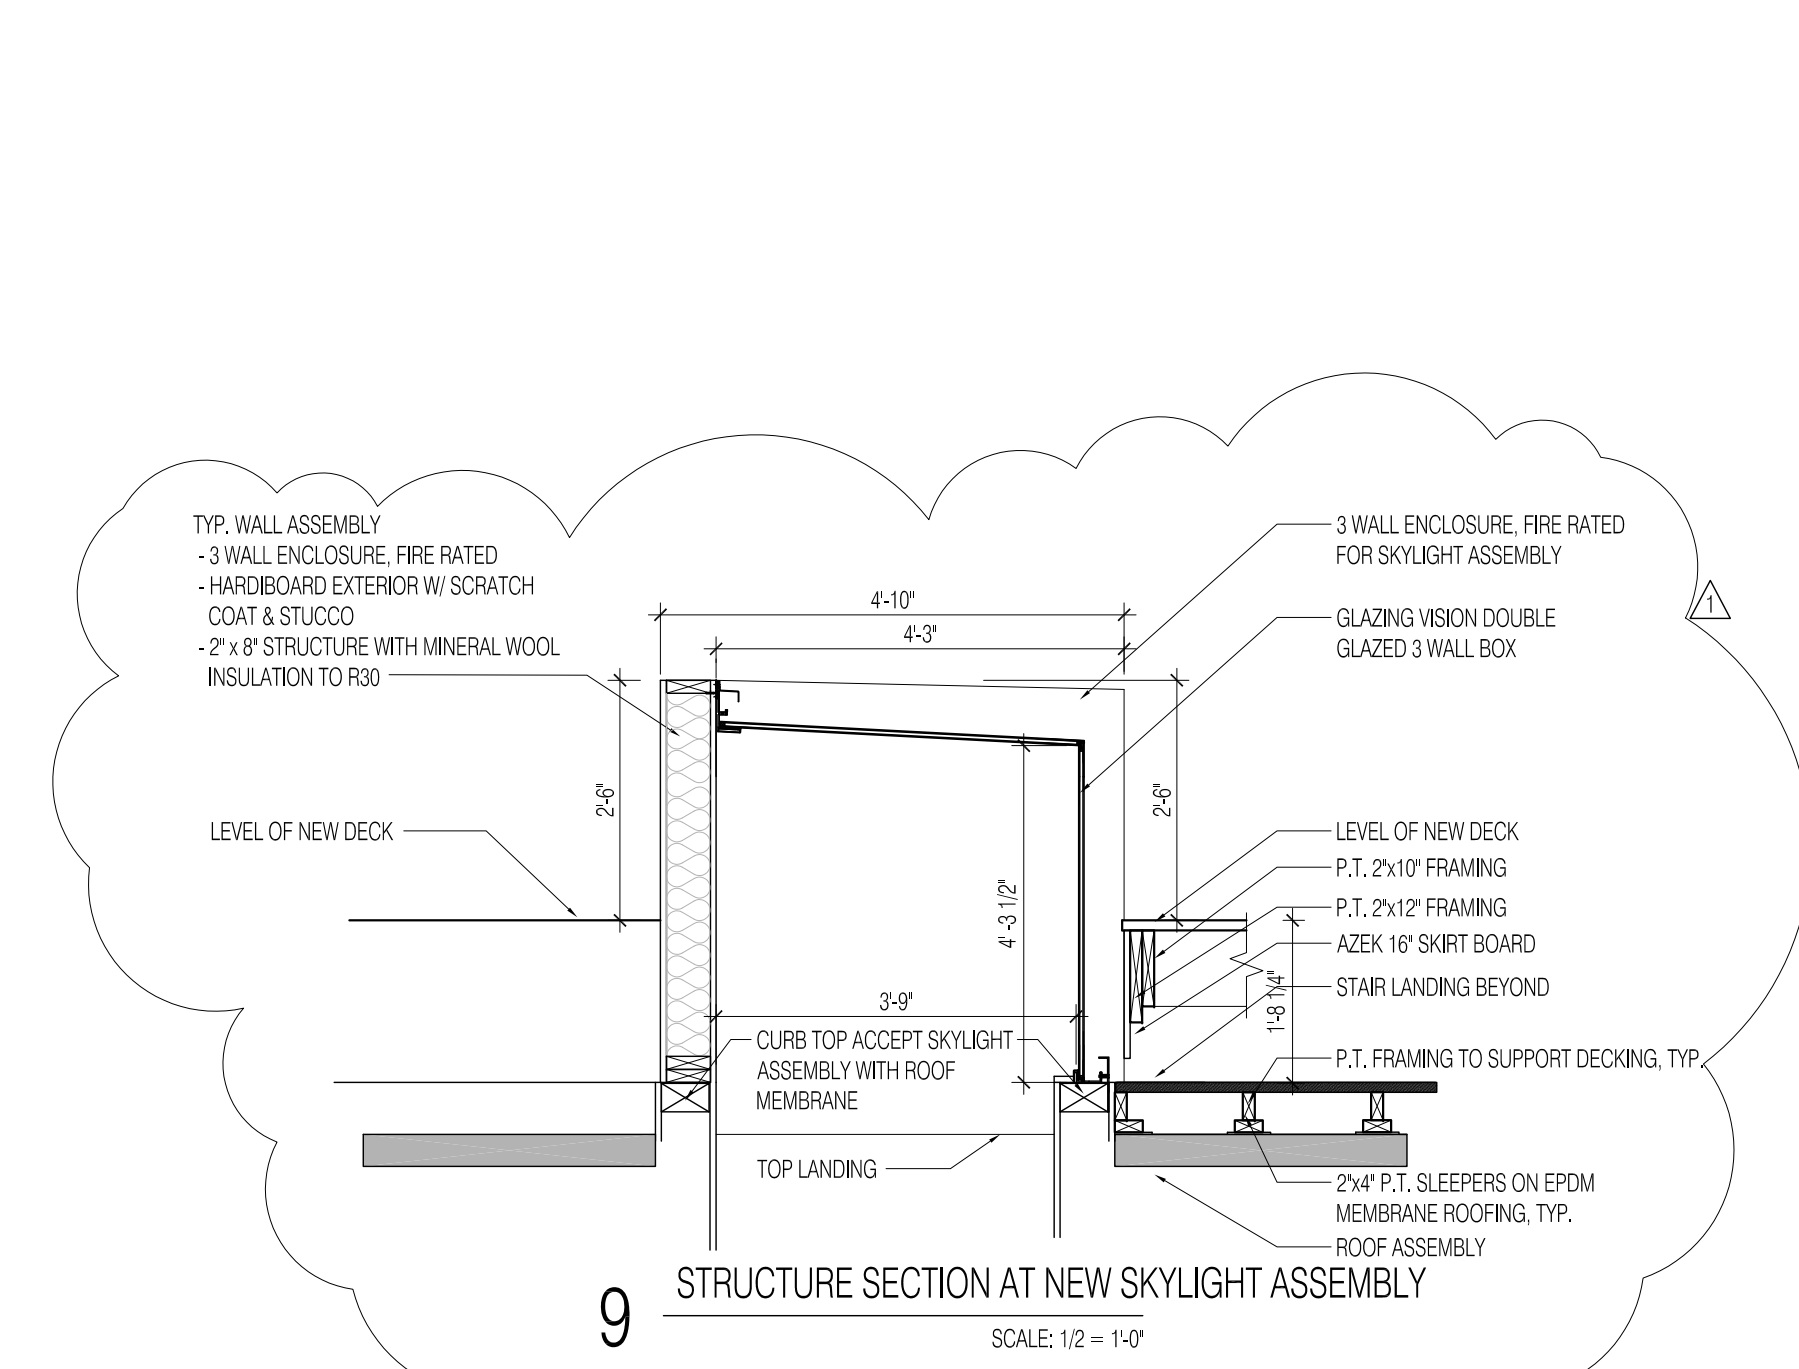 TYP. WALL ASSEMBLY
- 3 WALL ENCLOSURE, FIRE RATED
- HARDIBOARD EXTERIOR W/ SCRATCH
COAT & STUCCO
- 2" x 8" STRUCTURE WITH MINERAL WOOL
INSULATION TO R30
LEVEL OF NEW DECK
4'-10"
4'-3"
2'-6"
2'-6"
4' -3 1/2"
3'-9"
1'-8 1/4"
CURB TOP ACCEPT SKYLIGHT
ASSEMBLY WITH ROOF
MEMBRANE
TOP LANDING
3 WALL ENCLOSURE, FIRE RATED
FOR SKYLIGHT ASSEMBLY
1
GLAZING VISION DOUBLE
GLAZED 3 WALL BOX
LEVEL OF NEW DECK
P.T. 2"x10" FRAMING
P.T. 2"x12" FRAMING
AZEK 16" SKIRT BOARD
STAIR LANDING BEYOND
P.T. FRAMING TO SUPPORT DECKING, TYP.
2"x4" P.T. SLEEPERS ON EPDM
MEMBRANE ROOFING, TYP.
ROOF ASSEMBLY
9
STRUCTURE SECTION AT NEW SKYLIGHT ASSEMBLY
SCALE: 1/2 = 1'-0"